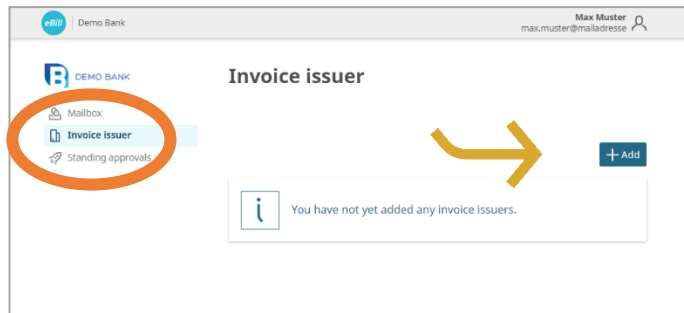 eBill Demo Bank
Max Muster
max.muster@mailadresse
DEMO BANK
Invoice issuer
Mailbox
Invoice issuer
Standing approvals
+ Add
You have not yet added any invoice issuers.